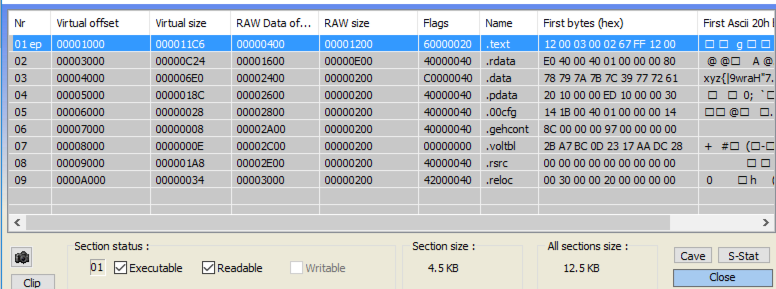 Nr Virtual offset Virtual size RAW Data of... RAW size Flags Name First bytes (hex) First Ascii 20h b
01 ep 00001000 000011C6 00000400 00001200 60000020 .text 12 00 03 00 02 67 FF 12 00 □ □ g □ □
02 00003000 00000C24 00001600 00000E00 40000040 .rdata E0 40 00 40 01 00 00 00 80 @ @□ A @
03 00004000 000006E0 00002400 00000200 C0000040 .data 78 79 7A 7B 7C 39 77 72 61 xyz{|9wraH"7.
04 00005000 0000018C 00002600 00000200 40000040 .pdata 20 10 00 00 ED 10 00 00 30 □ □ 0; `□
05 00006000 00000028 00002800 00000200 40000040 .00cfg 14 1B 00 40 01 00 00 00 14 □□ @□ □.
06 00007000 00000008 00002A00 00000200 40000040 .gehcont 8C 00 00 00 97 00 00 00 00
07 00008000 0000000E 00002C00 00000200 00000000 .voltbl 2B A7 BC 0D 23 17 AA DC 28 + #□ (□-□
08 00009000 000001A8 00002E00 00000200 40000040 .rsrc 00 00 00 00 00 00 00 00 00 □□
09 0000A000 00000034 00003000 00000200 42000040 .reloc 00 30 00 00 20 00 00 00 00 0 □h (
Section status : Section size : All sections size :
01 Executable Readable Writable 4.5 KB 12.5 KB
Cave S-Stat
Clip Close